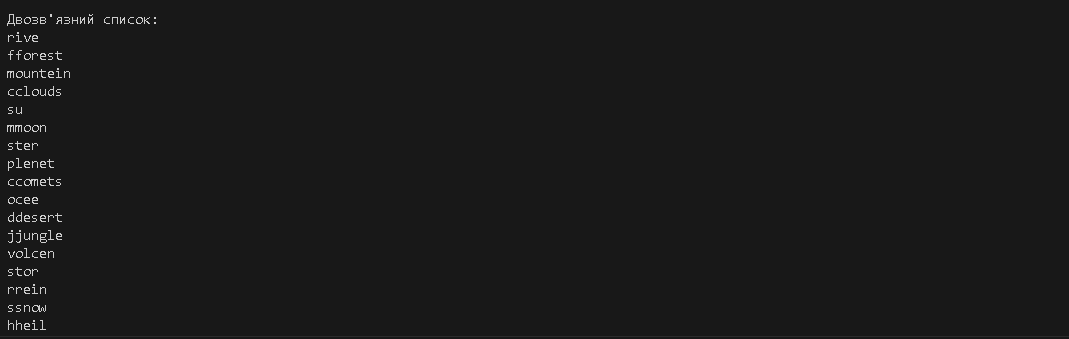 Двозв'язний список:
rive
fforest
mountein
cclouds
su
mmoon
ster
plenet
ccomets
ocee
ddesert
jjungle
volcen
stor
rrein
ssnow
hheil